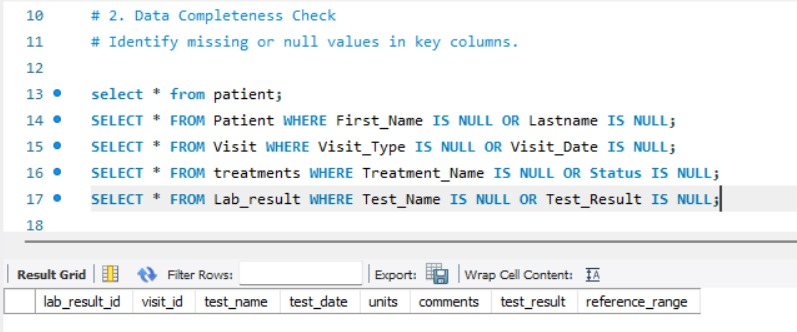 10 # 2. Data Completeness Check
11 # Identify missing or null values in key columns.
12
13 select * from patient;
14 SELECT * FROM Patient WHERE First_Name IS NULL OR Lastname IS NULL;
15 SELECT * FROM Visit WHERE Visit_Type IS NULL OR Visit_Date IS NULL;
16 SELECT * FROM treatments WHERE Treatment_Name IS NULL OR Status IS NULL;
17 SELECT * FROM Lab_result WHERE Test_Name IS NULL OR Test_Result IS NULL;
18
Result Grid Filter Rows: Export: Wrap Cell Content: IA
lab_result_id visit_id test_name test_date units comments test_result reference_range